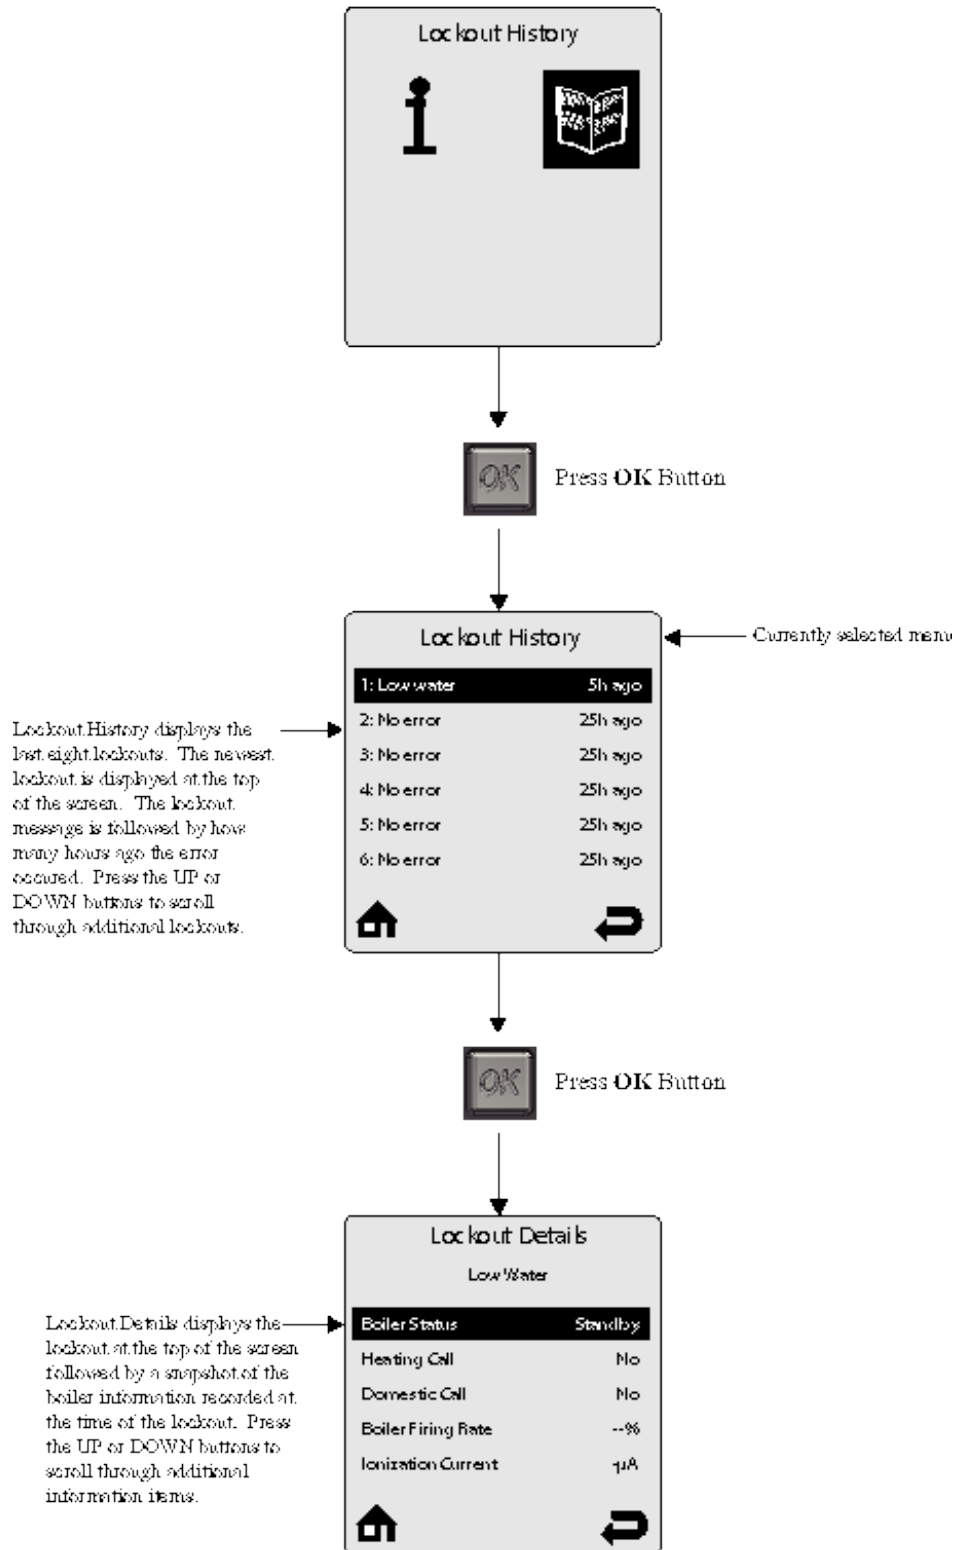 Lockout History
OK
Press OK Button
Lockout History
Currently selected menu
1: Low water 5h ago
2: No error 25h ago
3: No error 25h ago
4: No error 25h ago
5: No error 25h ago
6: No error 25h ago
Lockout History displays the
last eight lockouts. The newest
lockout is displayed at the top
of the screen. The lockout
message is followed by how
many hours ago the error
occured. Press the UP or
DOWN buttons to scroll
through additional lockouts.
OK
Press OK Button
Lockout Details
Low Water
Boiler Status Standby
Heating Call No
Domestic Call No
Boiler Firing Rate --%
Ionization Current -µA
Lockout Details displays the
lockout at the top of the screen
followed by a snapshot of the
boiler information recorded at
the time of the lockout. Press
the UP or DOWN buttons to
scroll through additional
information items.